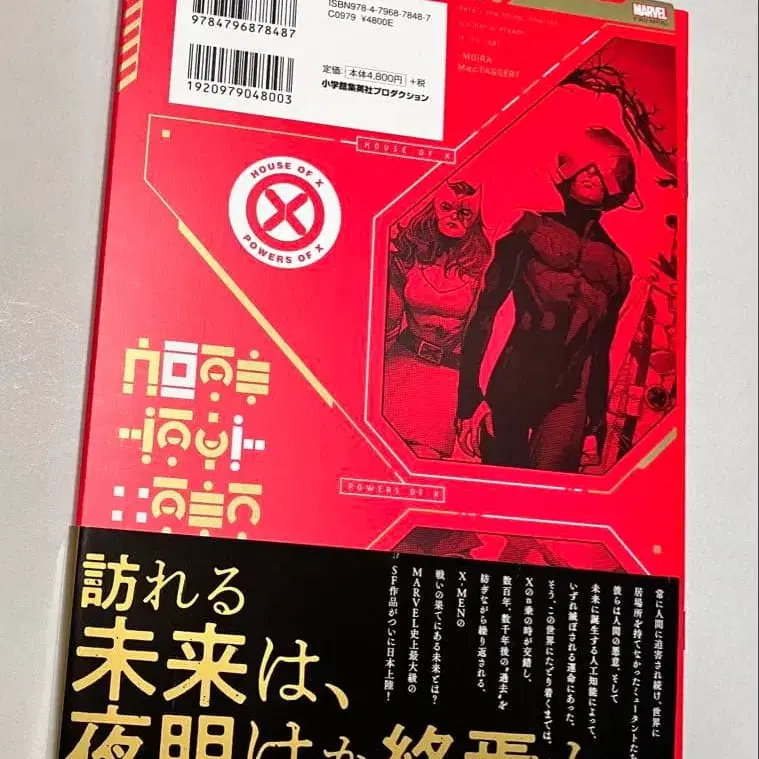 9784796878487
ISBN978-4-7968-7848-7
C0979 ¥4800E
定価: 本体4,800円 +税
小学館集英社プロダクション
1920979048003
MARVEL
-MOIRA
MacTAGGERT
HOUSE OF X
HOUSE OF X
POWERS OF X
POWERS OF X
訪れる
未来は、
夜明けか終焉
常に人間に迫害され続け、世界に
居場所を持てなかったミュータントたち
彼らは人間の悪意、そして
未来に誕生する人工知能によって、
いずれ滅ぼされる運命にあった。
そう、この世界にたどり着くまでは。
Xのn乗の時が交錯し、
数百年、数千年後の"過去"を
紡ぎながら繰り返される、
X-MENの
戦いの果てにある未来とは?
MARVEL史上最大級の
SF作品がついに日本上陸!